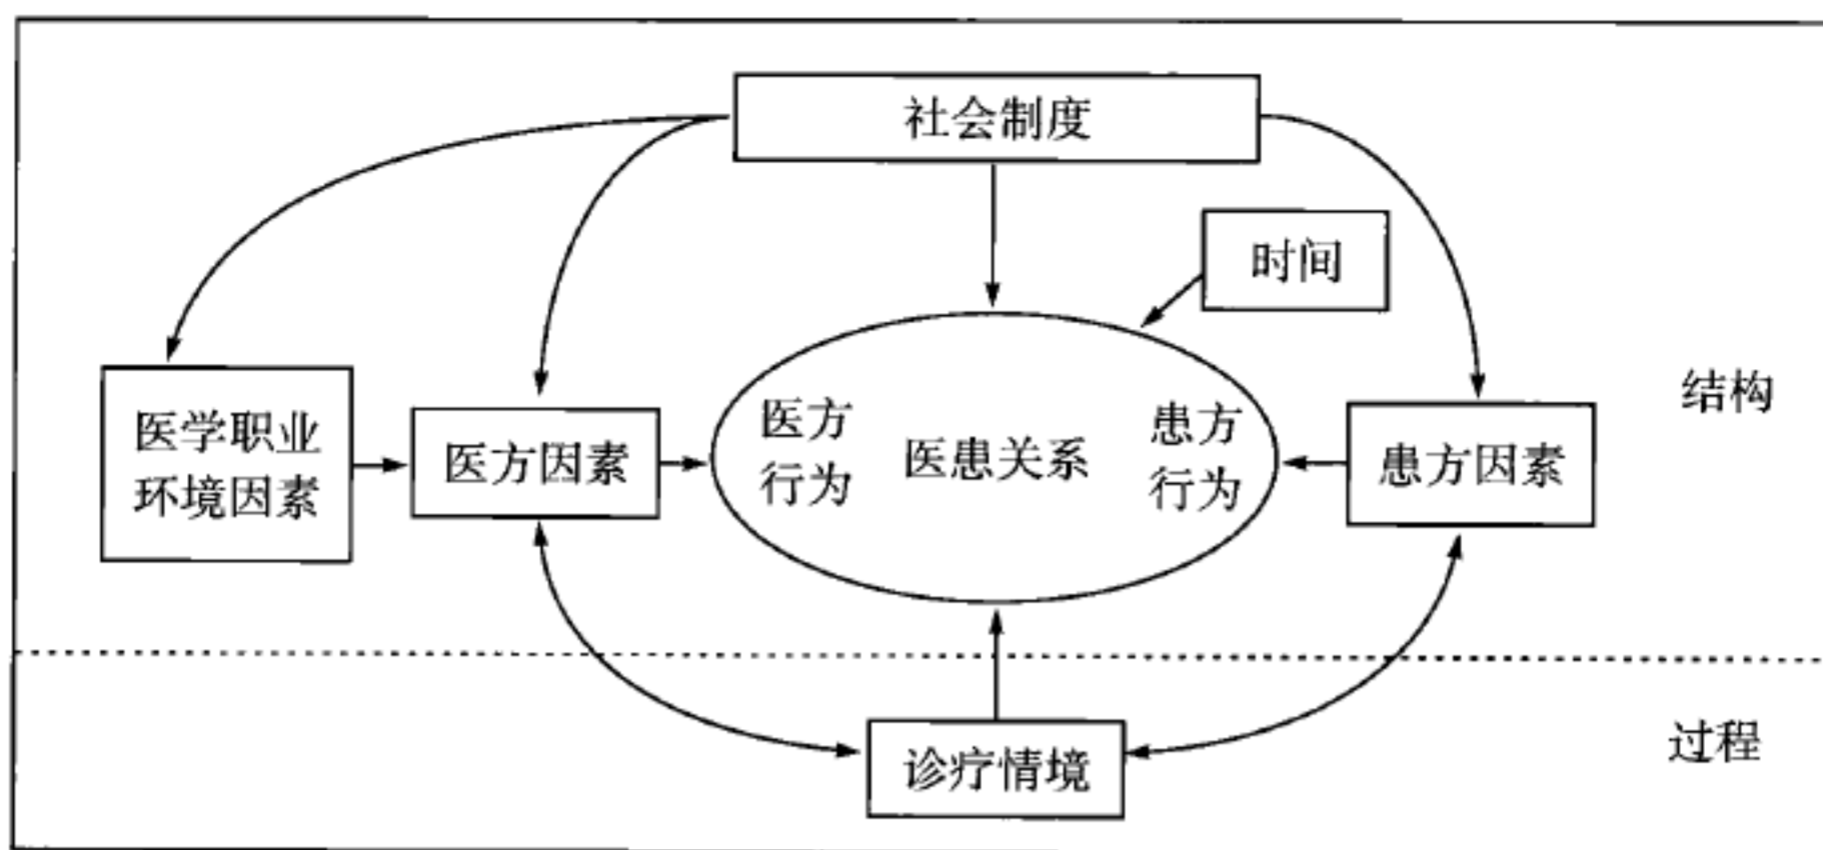 社会制度
时间
结构
医学职业
环境因素
医方因素
医方
行为
医患关系
患方
行为
患方因素
诊疗情境
过程